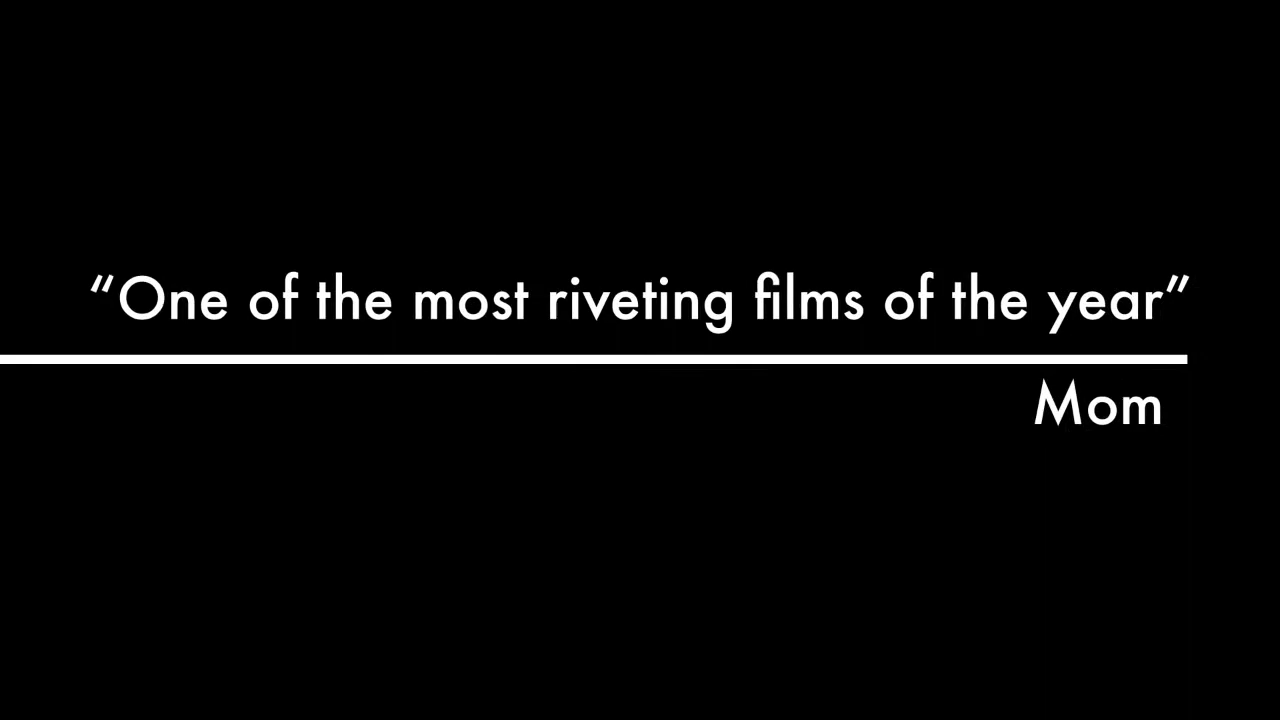 “One of the most riveting films of the year”
Mom